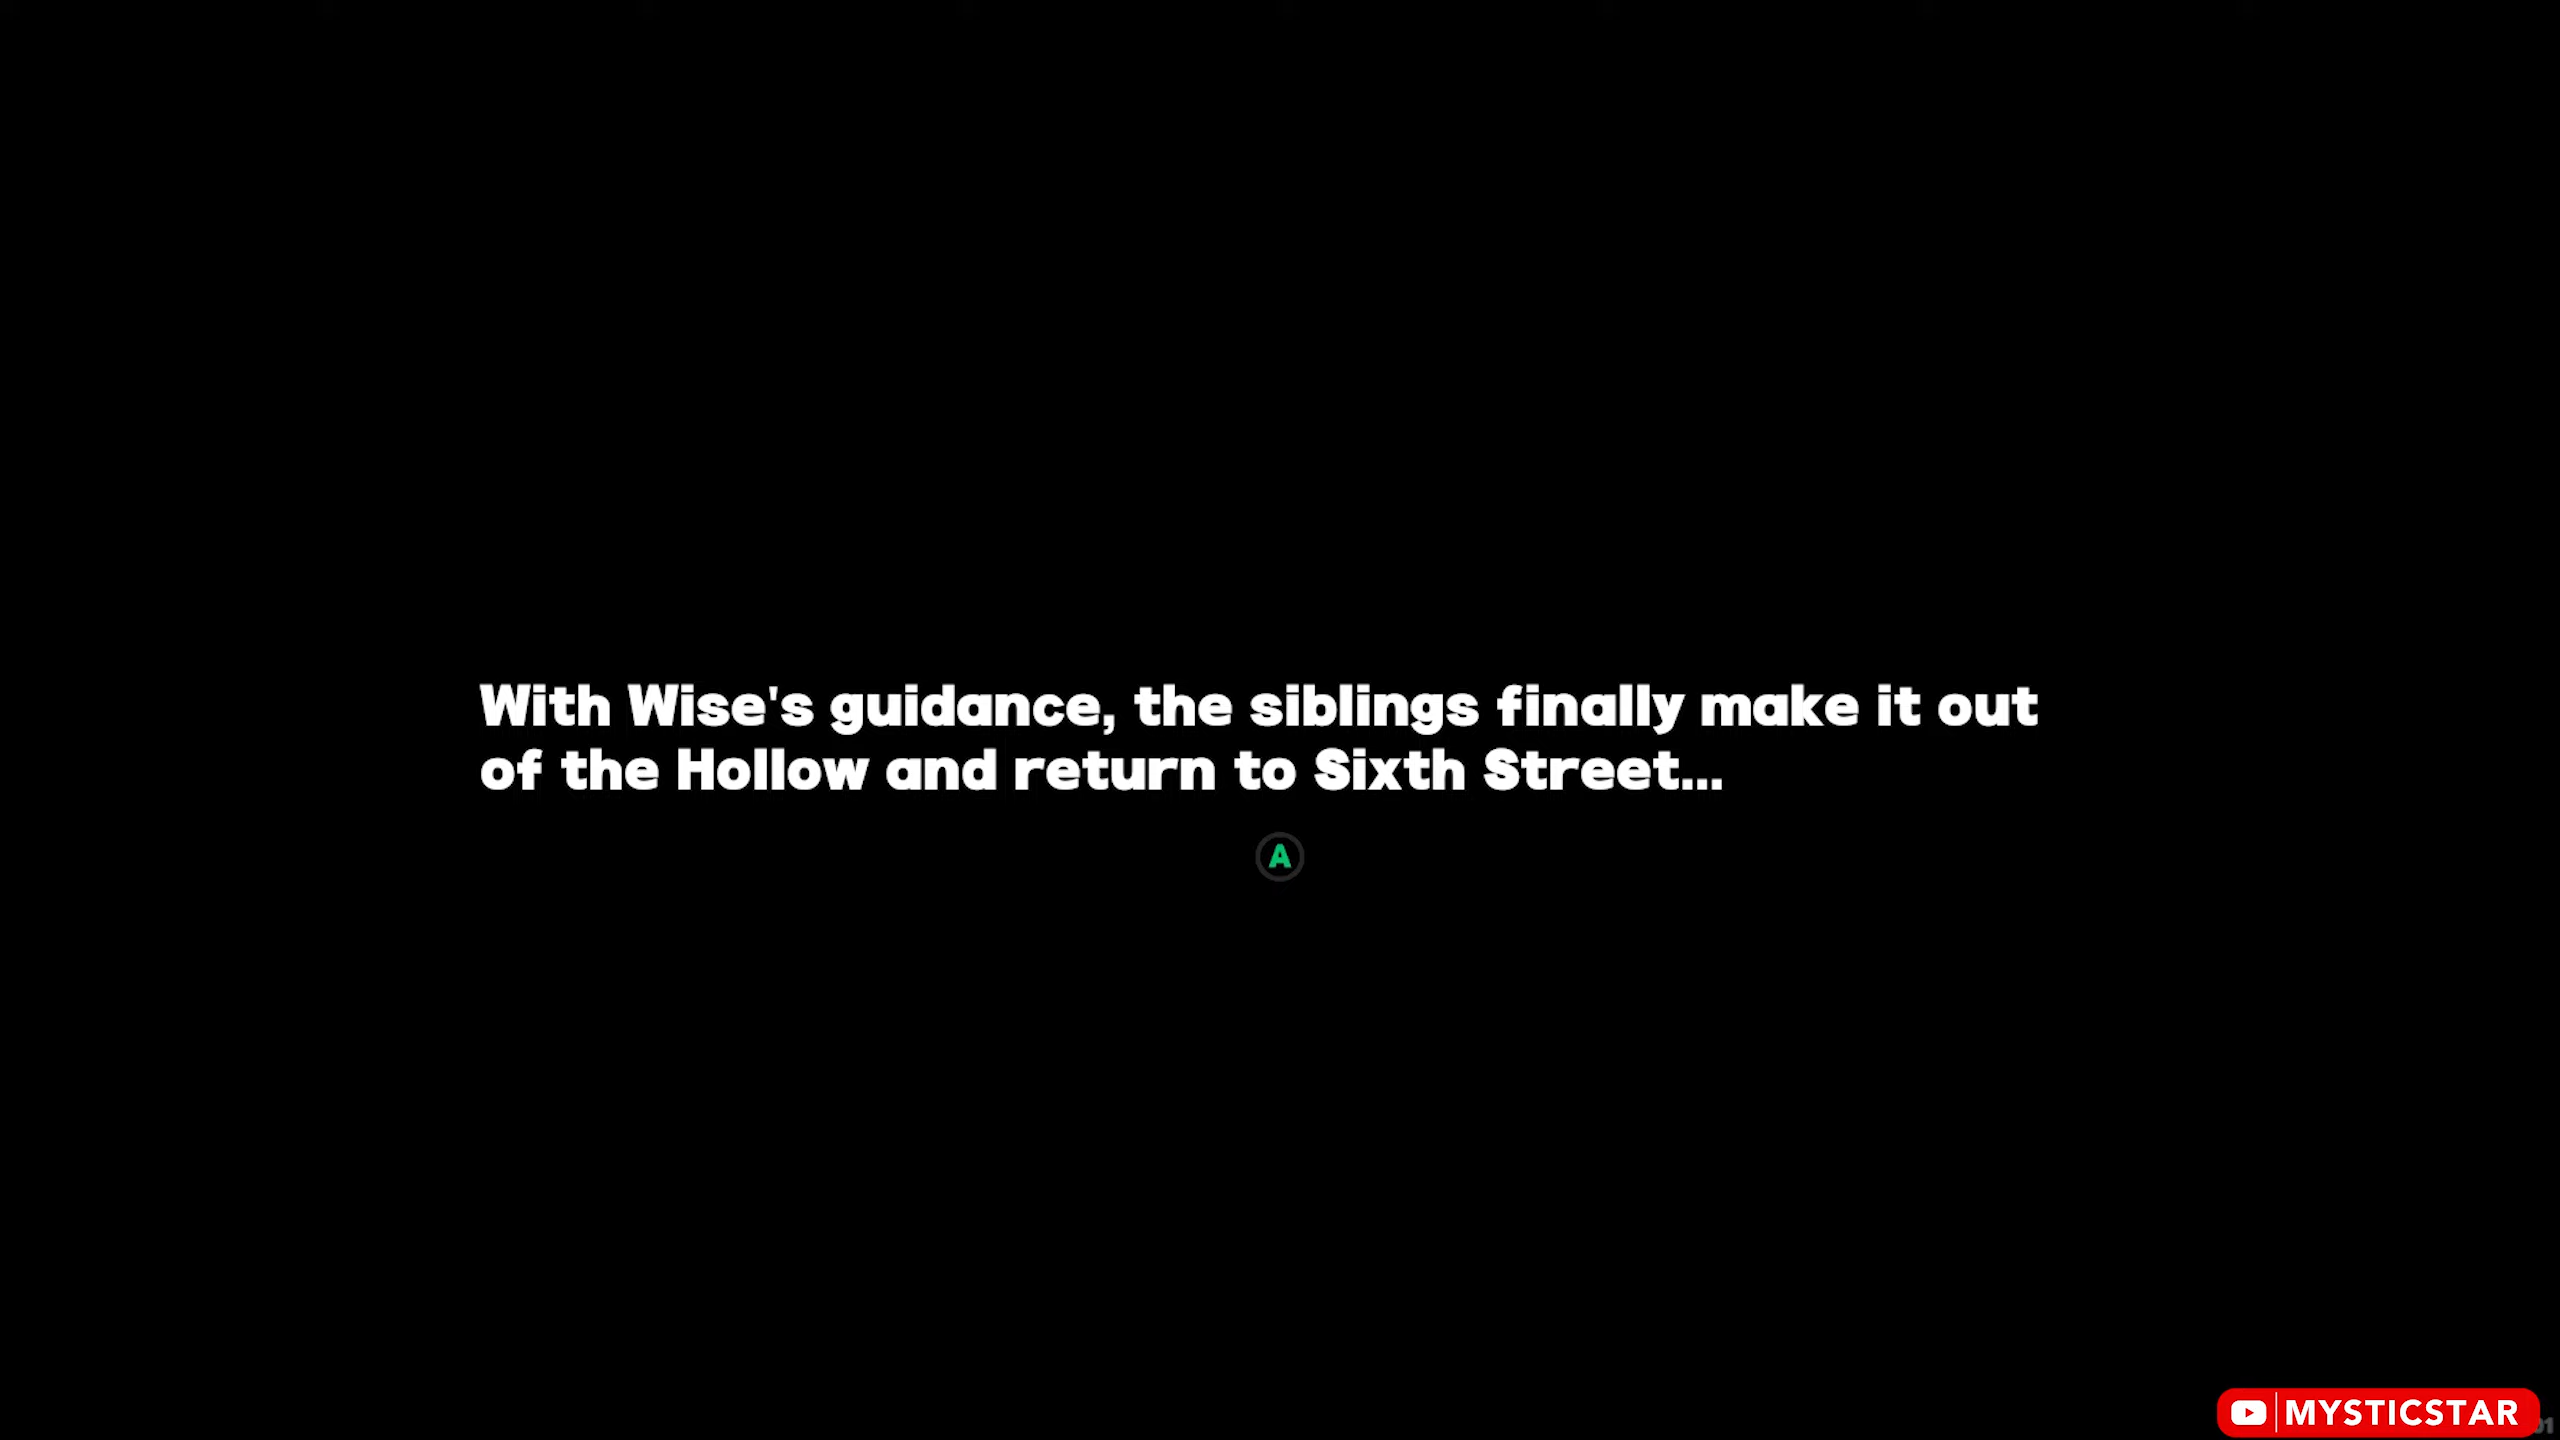 With Wise's guidance, the siblings finally make it out
of the Hollow and return to Sixth Street...
A
MYSTICSTAR